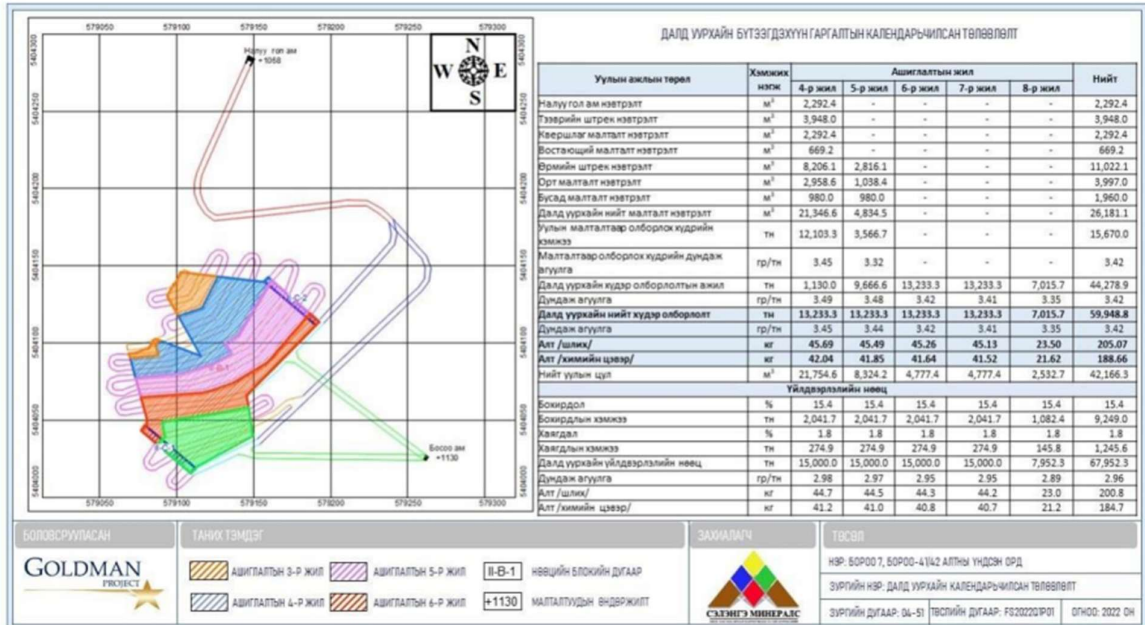 ДАЛД УУРХАЙН БҮТЭЭГДЭХҮҮН ГАРГАЛТЫН КАЛЕНДАРЬЧИЛСАН ТӨЛӨВЛӨЛТ
579050 579100 579150 579200 579250 579300
5404300 5404250 5404200 5404150 5404100 5404050 5404000
Налуу гол ам
+1068
N
W E
S
Босоо ам
+1130
579050 579100 579150 579200 579250 579300
Уулын ажлын төрөл Хэмжих нэгж Ашиглалтын жил Нийт
4-р жил 5-р жил 6-р жил 7-р жил 8-р жил
Налуу гол ам нэвтрэлт м³ 2,292.4 - - - - 2,292.4
Тээврийн штрек нэвтрэлт м³ 3,948.0 - - - - 3,948.0
Квершлаг малталт нэвтрэлт м³ 2,292.4 - - - - 2,292.4
Востающий малталт нэвтрэлт м³ 669.2 - - - - 669.2
Өрмийн штрек нэвтрэлт м³ 8,206.1 2,816.1 - - - 11,022.1
Орт малталт нэвтрэлт м³ 2,958.6 1,038.4 - - - 3,997.0
Бусад малталт нэвтрэлт м³ 980.0 980.0 - - - 1,960.0
Далд уурхайн нийт малталт нэвтрэлт м³ 21,346.6 4,834.5 - - - 26,181.1
Уулын малталтаар олборлох хүдрийн хэмжээ тн 12,103.3 3,566.7 - - - 15,670.0
Малталтаар олборлох хүдрийн дундаж агуулга гр/тн 3.45 3.32 - - - 3.42
Далд уурхайн хүдэр олборлолтын ажил тн 1,130.0 9,666.6 13,233.3 13,233.3 7,015.7 44,278.9
Дундаж агуулга гр/тн 3.49 3.48 3.42 3.41 3.35 3.42
Далд уурхайн нийт хүдэр олборлолт тн 13,233.3 13,233.3 13,233.3 13,233.3 7,015.7 59,948.8
Дундаж агуулга гр/тн 3.45 3.44 3.42 3.41 3.35 3.42
Алт /шлих/ кг 45.69 45.49 45.26 45.13 23.50 205.07
Алт /химийн цэвэр/ кг 42.04 41.85 41.64 41.52 21.62 188.66
Нийт уулын цул м³ 21,754.6 8,324.2 4,777.4 4,777.4 2,532.7 42,166.3
Үйлдвэрлэлийн нөөц
Бохирдол % 15.4 15.4 15.4 15.4 15.4 15.4
Бохирдлын хэмжээ тн 2,041.7 2,041.7 2,041.7 2,041.7 1,082.4 9,249.0
Хаягдал % 1.8 1.8 1.8 1.8 1.8 1.8
Хаягдлын хэмжээ тн 274.9 274.9 274.9 274.9 145.8 1,245.6
Далд уурхайн үйлдвэрлэлийн нөөц тн 15,000.0 15,000.0 15,000.0 15,000.0 7,952.3 67,952.3
Дундаж агуулга гр/тн 2.98 2.97 2.95 2.95 2.89 2.96
Алт /шлих/ кг 44.7 44.5 44.3 44.2 23.0 200.8
Алт /химийн цэвэр/ кг 41.2 41.0 40.8 40.7 21.2 184.7
БОЛОВСРУУЛАСАН
GOLDMAN
PROJECT
ТАНИХ ТЭМДЭГ
АШИГЛАЛТЫН 3-Р ЖИЛ АШИГЛАЛТЫН 5-Р ЖИЛ II-B-1 НӨӨЦИЙН БЛОКИЙН ДУГААР
АШИГЛАЛТЫН 4-Р ЖИЛ АШИГЛАЛТЫН 6-Р ЖИЛ +1130 МАЛТАЛТУУДЫН ӨНДӨРЖИЛТ
ЗАХИАЛАГЧ
СЭЛЭНГЭ МИНЕРАЛС
ТӨСӨЛ
НЭР: БОРОО 7, БОРОО-41/42 АЛТНЫ ҮНДСЭН ОРД
ЗУРГИЙН НЭР: ДАЛД УУРХАЙН КАЛЕНДАРЬЧИЛСАН ТӨЛӨВЛӨЛТ
ЗУРГИЙН ДУГААР: 04-51 ТӨСЛИЙН ДУГААР: FS2022Q1P01 ОГНОО: 2022 ОН